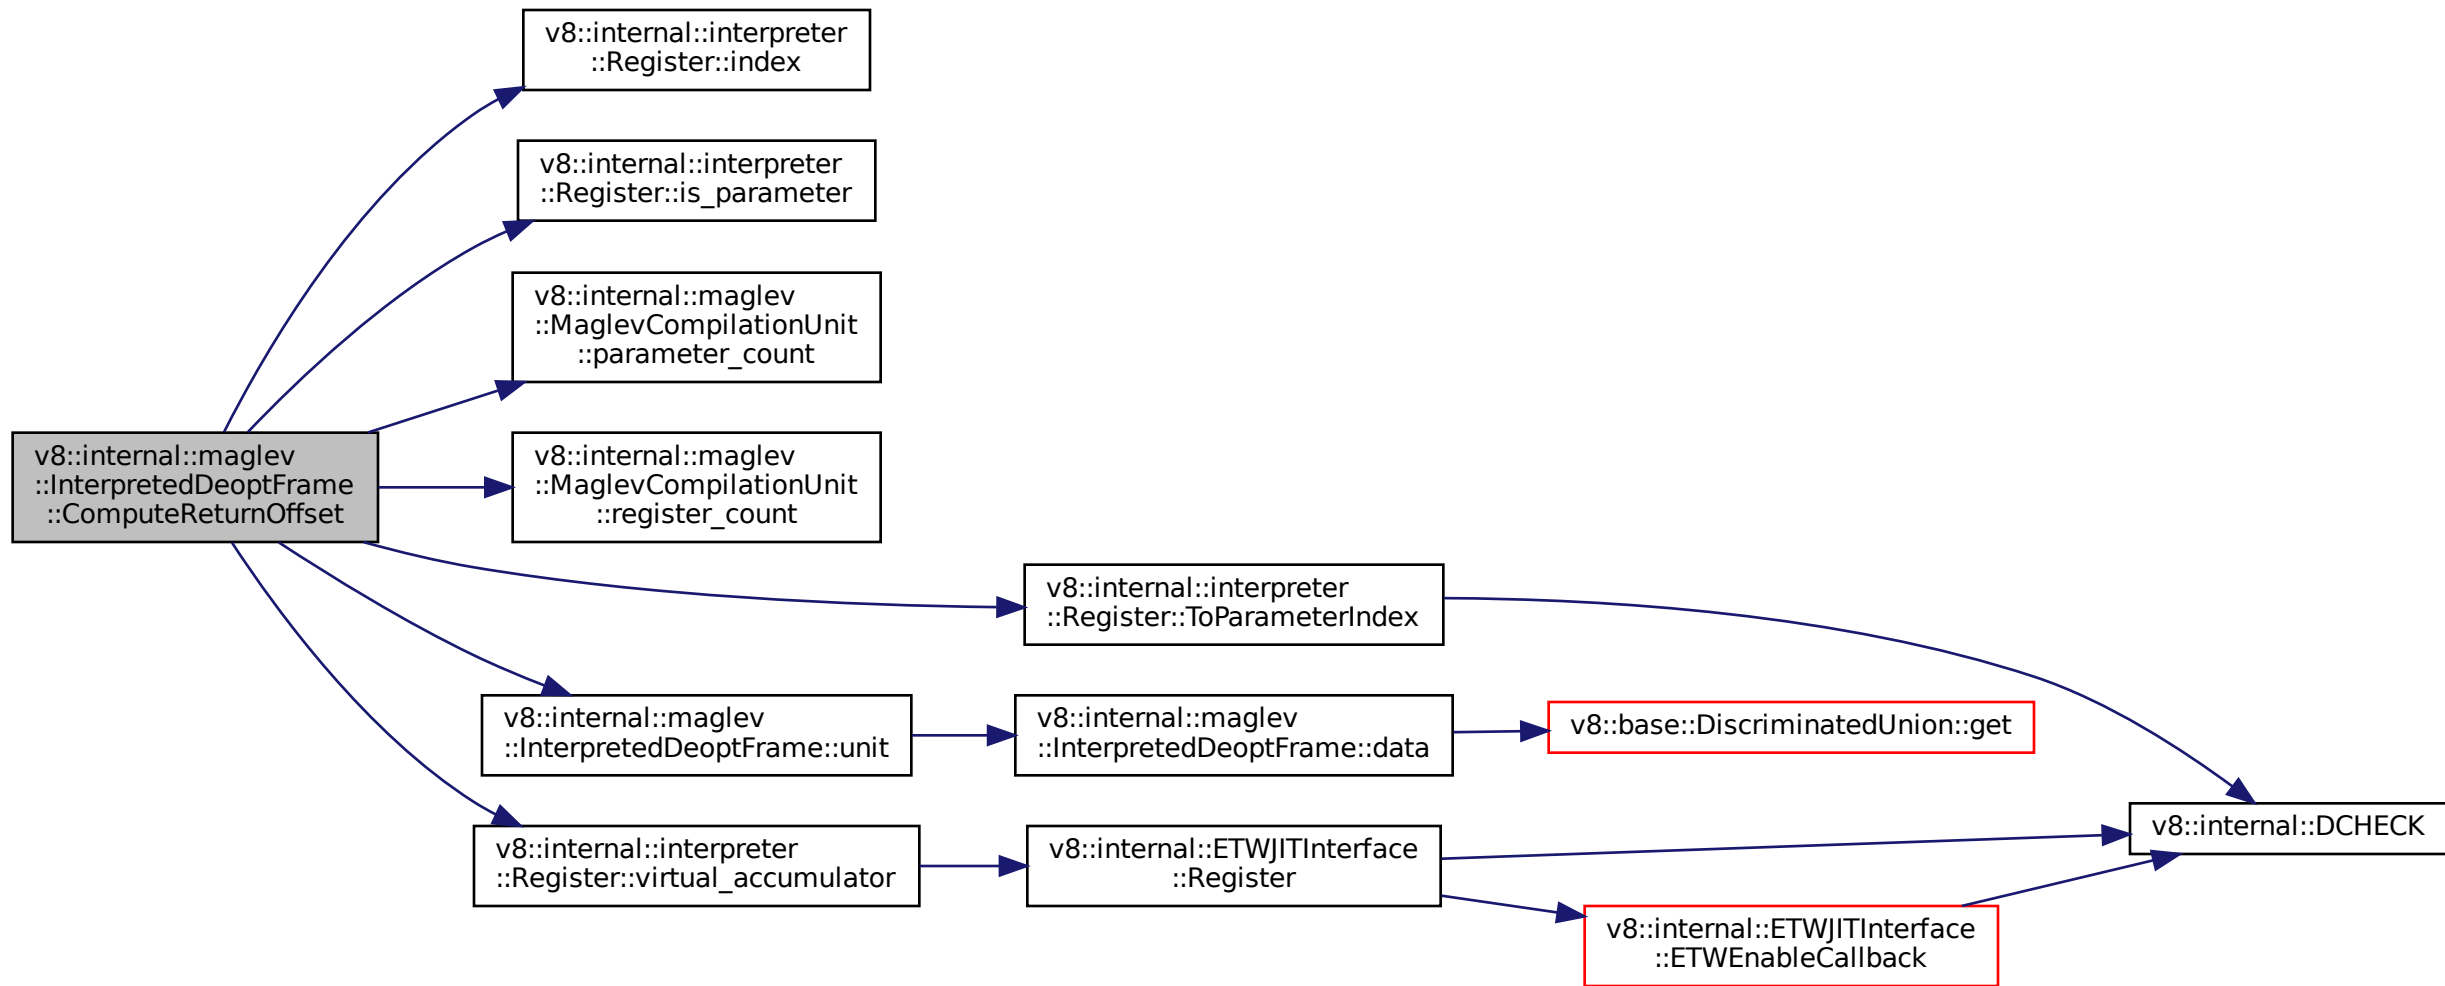 v8::internal::interpreter
::Register::index
v8::internal::interpreter
::Register::is_parameter
v8::internal::maglev
::MaglevCompilationUnit
::parameter_count
v8::internal::maglev
::InterpretedDeoptFrame
::ComputeReturnOffset
v8::internal::maglev
::MaglevCompilationUnit
::register_count
v8::internal::interpreter
::Register::ToParameterIndex
v8::internal::maglev
::InterpretedDeoptFrame::unit
v8::internal::maglev
::InterpretedDeoptFrame::data
v8::base::DiscriminatedUnion::get
v8::internal::interpreter
::Register::virtual_accumulator
v8::internal::ETWJITInterface
::Register
v8::internal::DCHECK
v8::internal::ETWJITInterface
::ETWEnableCallback